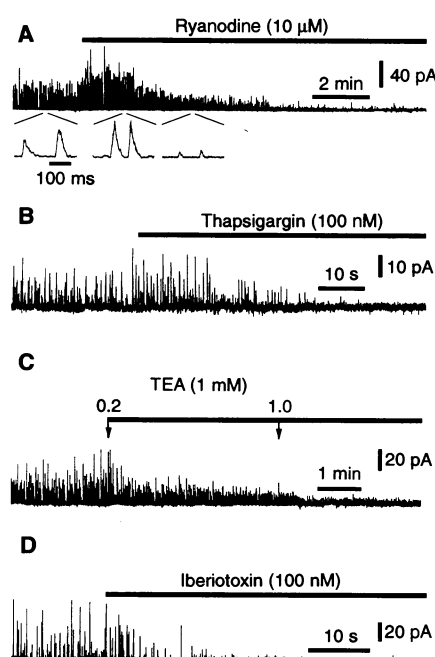 A
Ryanodine (10 μM)
2 min
40 pA
100 ms
B
Thapsigargin (100 nM)
10 s
10 pA
C
TEA (1 mM)
0.2
1.0
1 min
20 pA
D
Iberiotoxin (100 nM)
10 s
20 pA